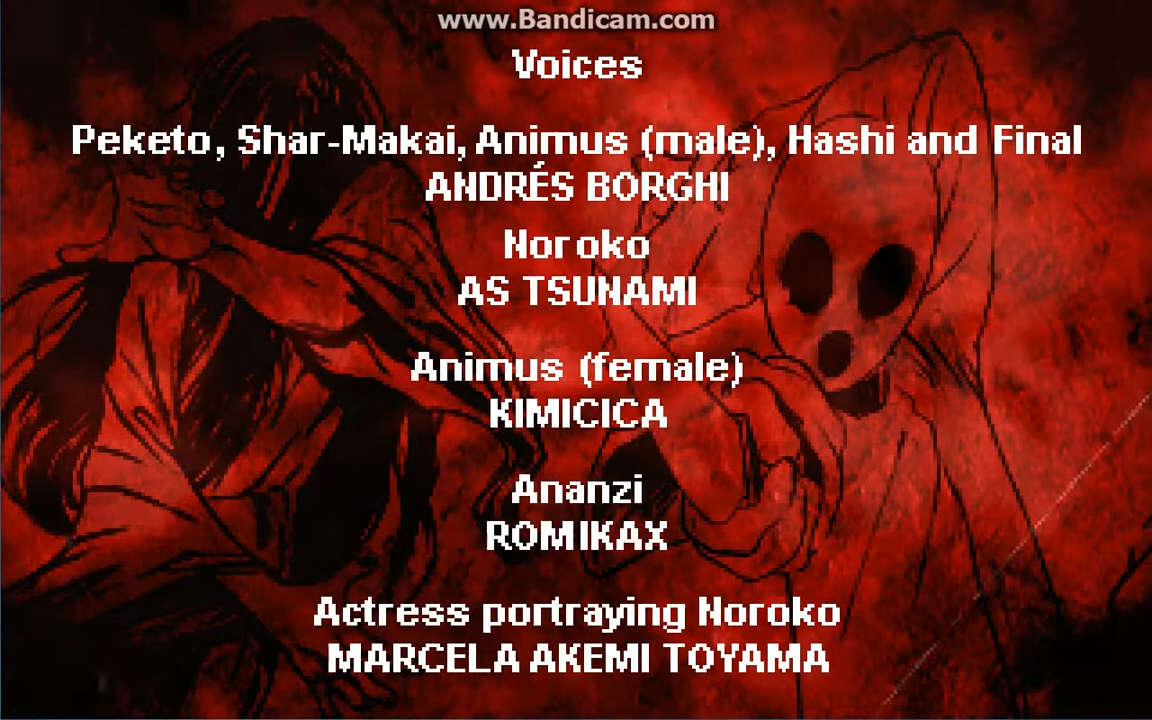 www.Bandicam.com
Voices
Peketo, Shar-Makai, Animus (male), Hashi and Final
ANDRÉS BORGHI
Noroko
AS TSUNAMI
Animus (female)
KIMICICA
Ananzi
ROMIKAX
Actress portraying Noroko
MARCELA AKEMI TOYAMA